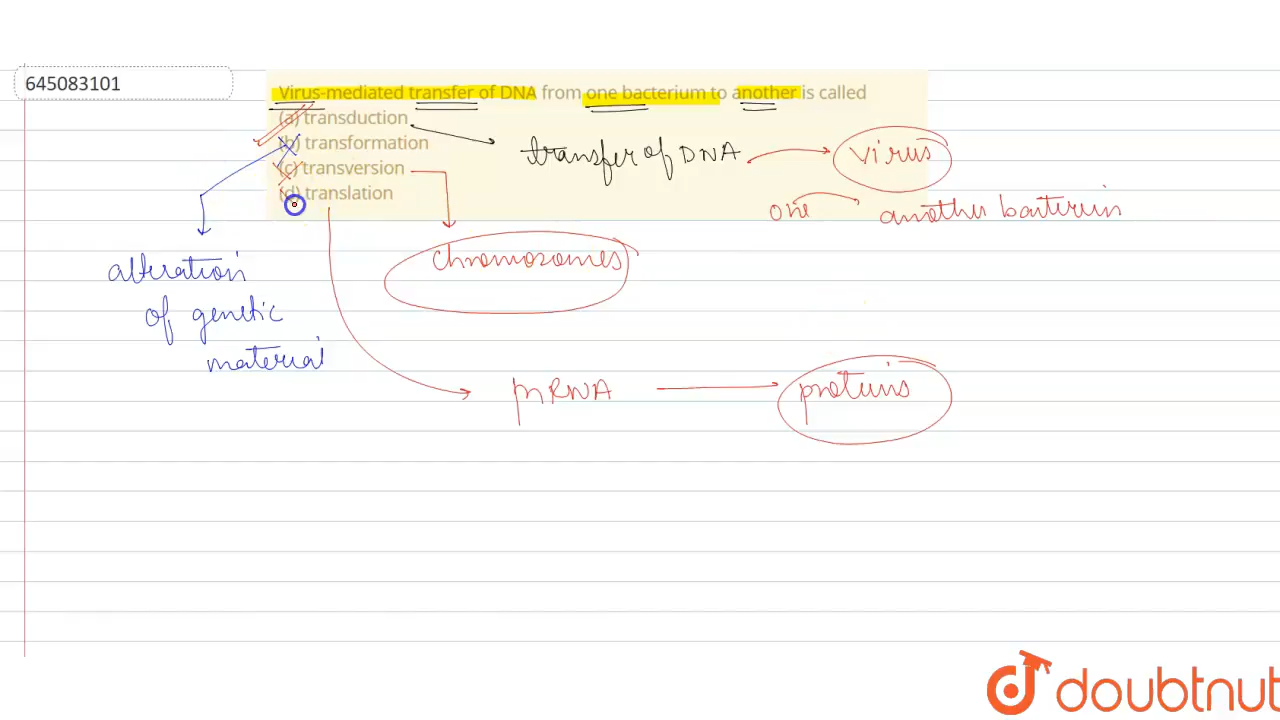 645083101
Virus-mediated transfer of DNA from one bacterium to another is called
(a) transduction
(b) transformation
(c) transversion
(d) translation
transfer of DNA
virus
one
another bacterium
chromosomes
alteration
of genetic
material
mRNA
proteins
doubtnut